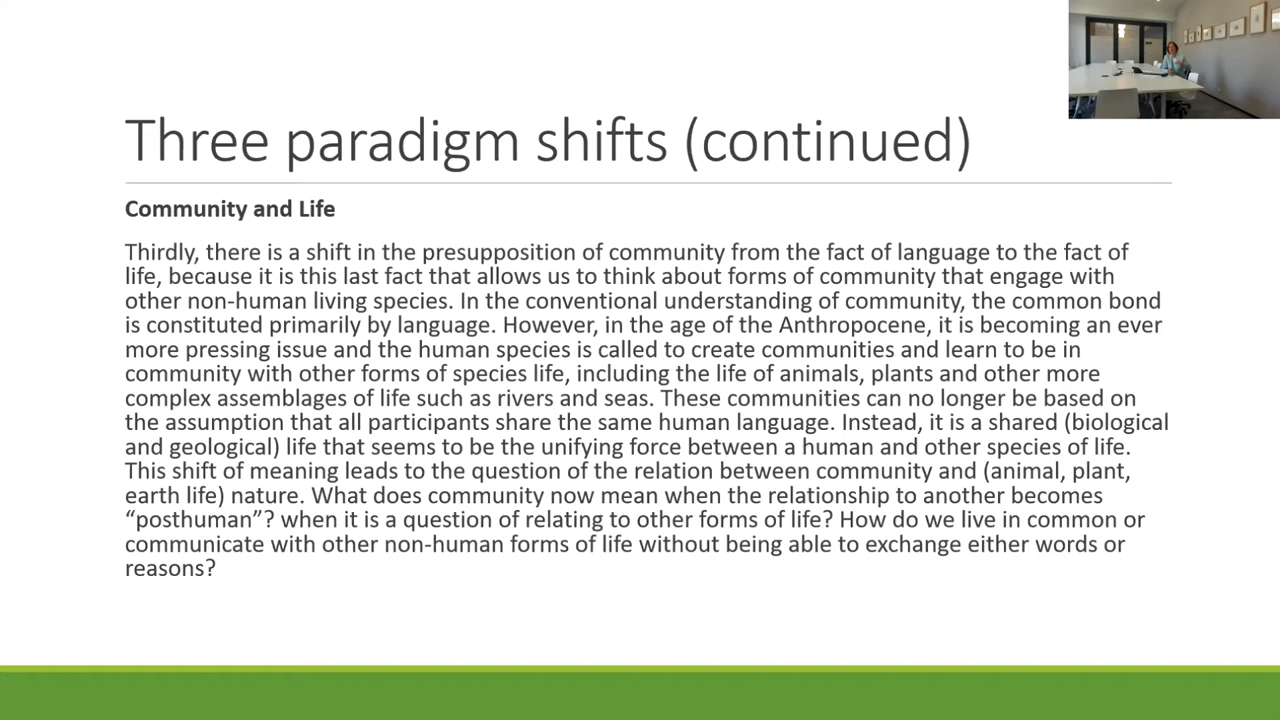 Three paradigm shifts (continued)
Community and Life
Thirdly, there is a shift in the presupposition of community from the fact of language to the fact of
life, because it is this last fact that allows us to think about forms of community that engage with
other non-human living species. In the conventional understanding of community, the common bond
is constituted primarily by language. However, in the age of the Anthropocene, it is becoming an ever
more pressing issue and the human species is called to create communities and learn to be in
community with other forms of species life, including the life of animals, plants and other more
complex assemblages of life such as rivers and seas. These communities can no longer be based on
the assumption that all participants share the same human language. Instead, it is a shared (biological
and geological) life that seems to be the unifying force between a human and other species of life.
This shift of meaning leads to the question of the relation between community and (animal, plant,
earth life) nature. What does community now mean when the relationship to another becomes
“posthuman”? when it is a question of relating to other forms of life? How do we live in common or
communicate with other non-human forms of life without being able to exchange either words or
reasons?